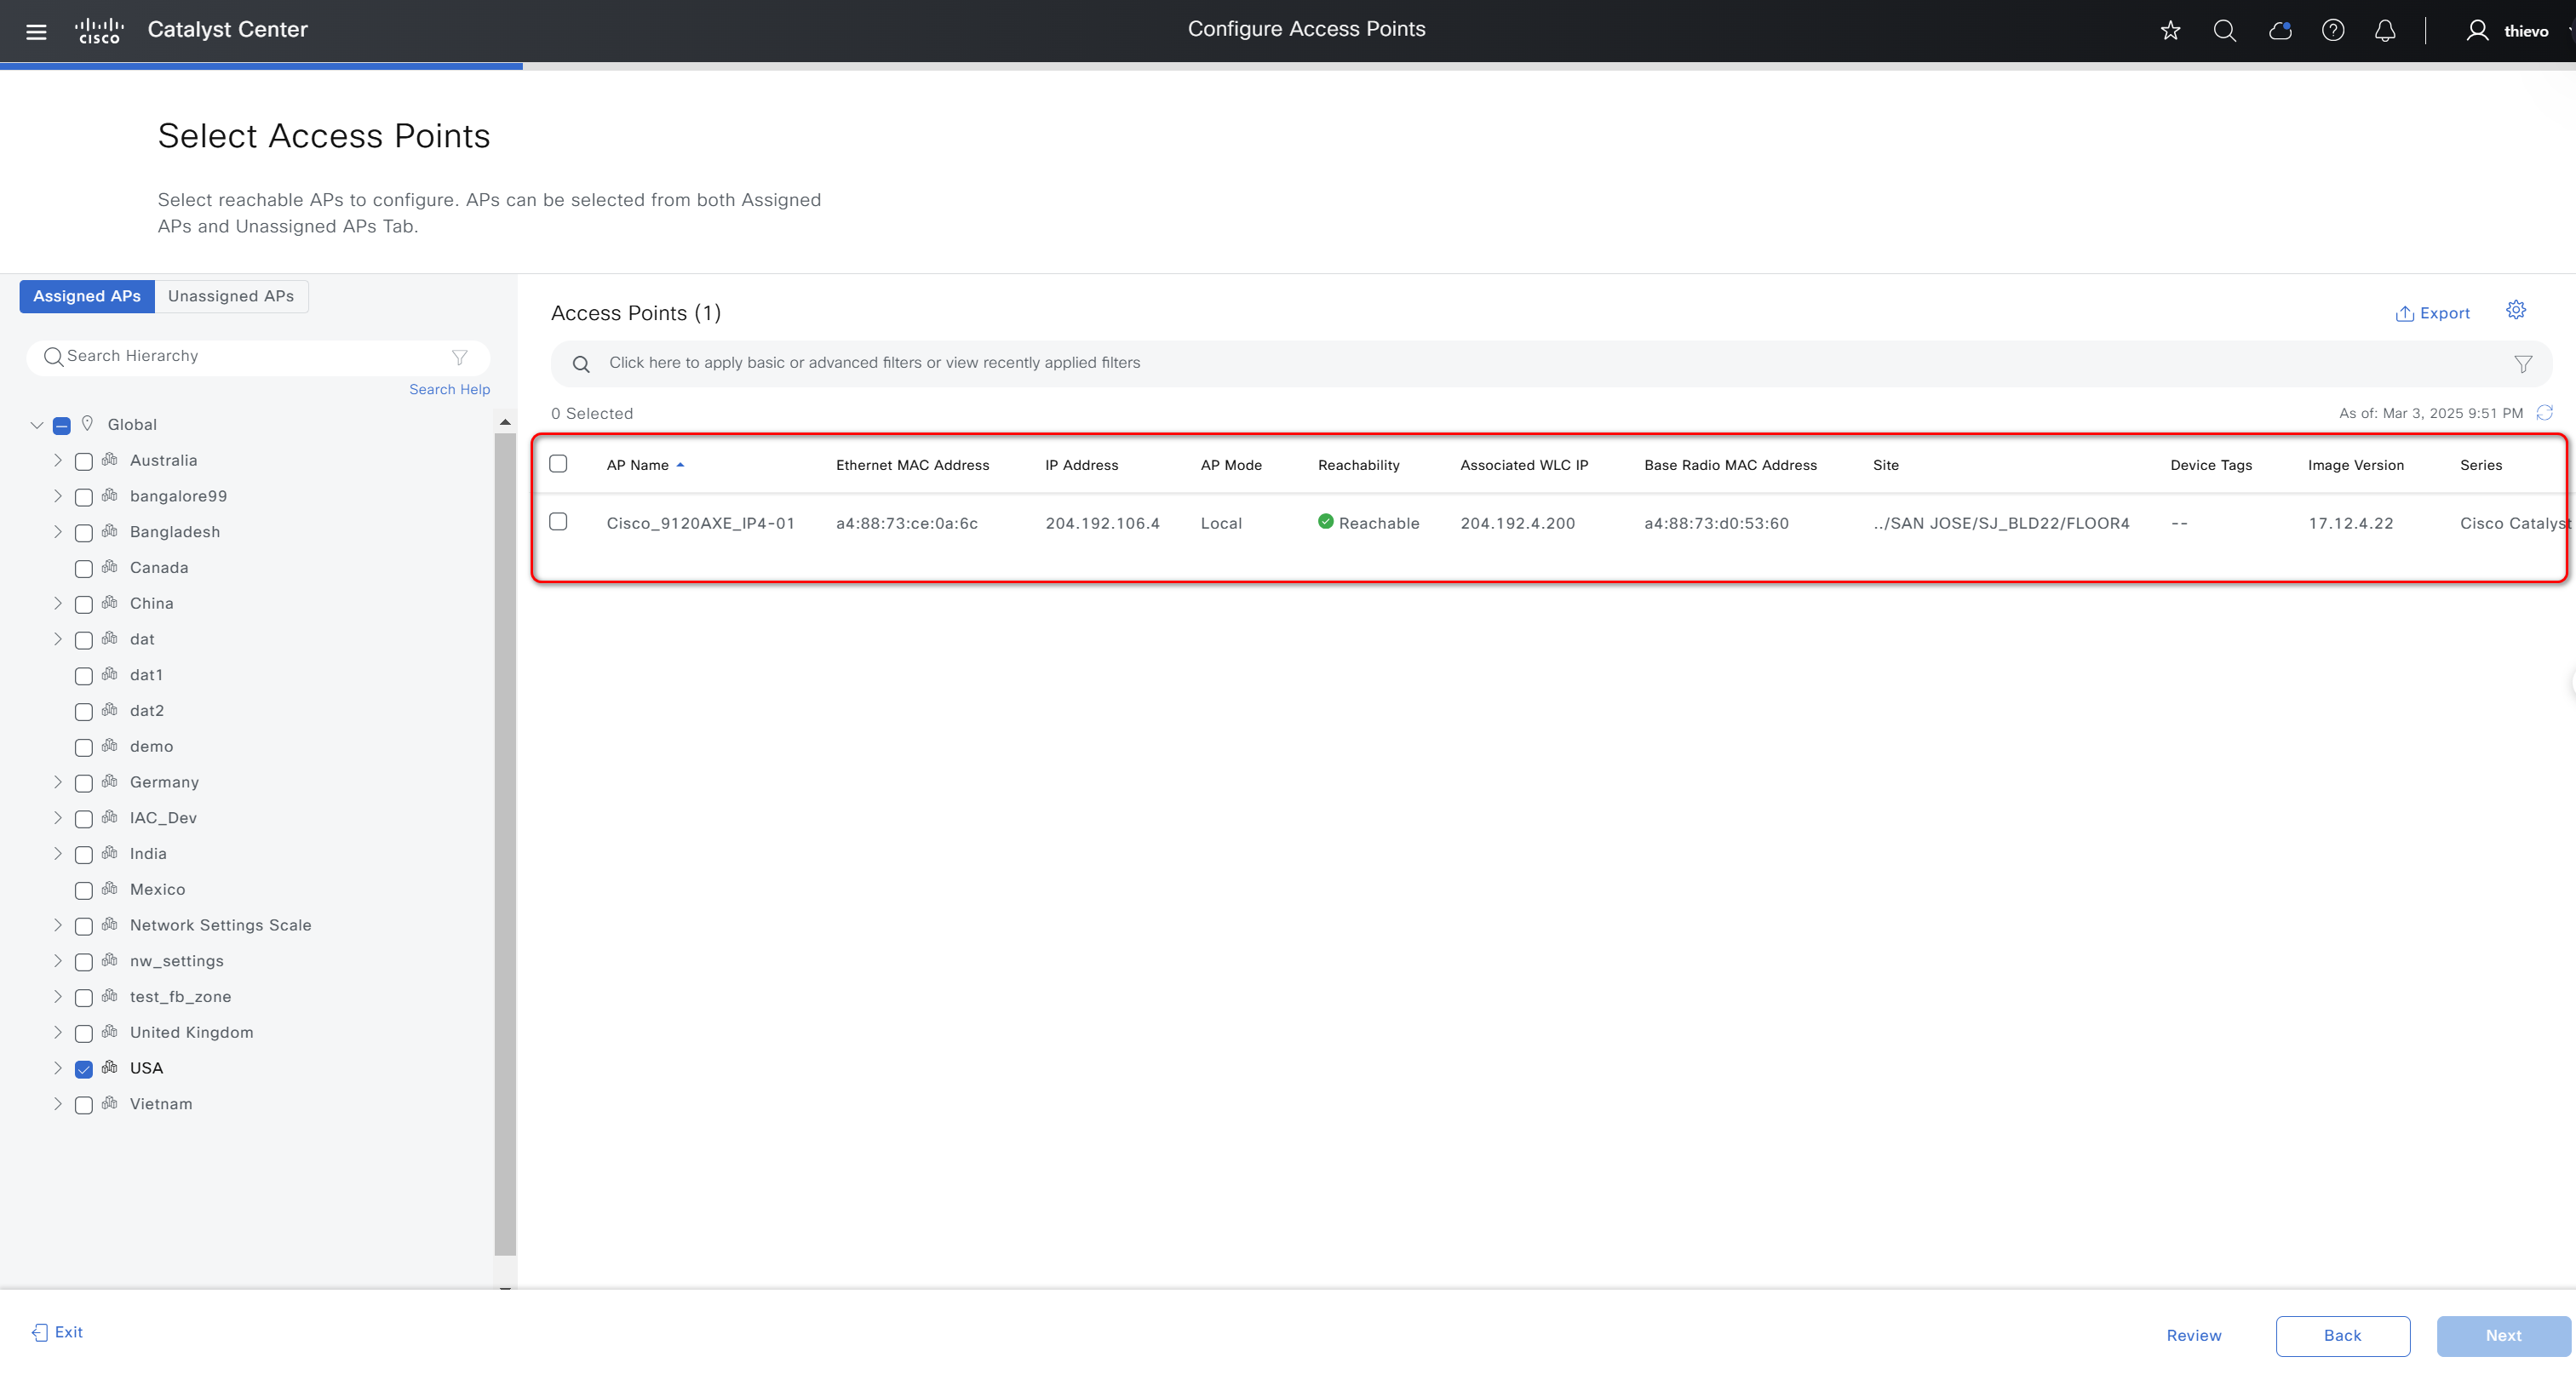 cisco
Catalyst Center
Configure Access Points
thievo
Select Access Points
Select reachable APs to configure. APs can be selected from both Assigned
APs and Unassigned APs Tab.
Assigned APs
Unassigned APs
Search Hierarchy
Search Help
Global
Australia
bangalore99
Bangladesh
Canada
China
dat
dat1
dat2
demo
Germany
IAC_Dev
India
Mexico
Network Settings Scale
nw_settings
test_fb_zone
United Kingdom
USA
Vietnam
Access Points (1)
Export
Click here to apply basic or advanced filters or view recently applied filters
0 Selected
As of: Mar 3, 2025 9:51 PM
AP Name Ethernet MAC Address IP Address AP Mode Reachability Associated WLC IP Base Radio MAC Address Site Device Tags Image Version Series
Cisco_9120AXE_IP4-01 a4:88:73:ce:0a:6c 204.192.106.4 Local Reachable 204.192.4.200 a4:88:73:d0:53:60 ../SAN JOSE/SJ_BLD22/FLOOR4 -- 17.12.4.22 Cisco Catalyst
Exit
Review
Back
Next